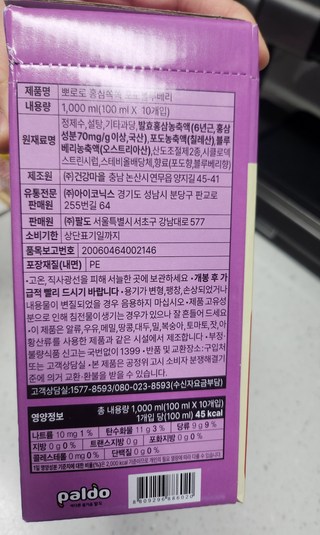 제품명 뽀로로 홍삼쏙쏙
내용량 1,000 ml(100 ml X 10개입)
원재료명 정제수, 설탕, 기타과당, 발효홍삼농축액(6년근, 홍삼
성분 70mg/g 이상, 국산), 포도농축액(칠레산), 블루
베리농축액(오스트리아산), 산도조절제2종, 시클로덱
스트린시럽, 스테비올배당체, 향료(포도향, 블루베리향)
제조원 ㈜건강마을 충남 논산시 연무읍 양지길 45-41
유통전문판매원 ㈜아이코닉스 경기도 성남시 분당구 판교로
255번길 64
판매원 ㈜팔도 서울특별시 서초구 강남대로 577
소비기한 상단표기일까지
품목보고번호 20060464002146
포장재질(내면) PE
•고온, 직사광선을 피해 서늘한 곳에 보관하세요 •개봉 후 가
급적 빨리 드시기 바랍니다 •용기가 변형, 팽창, 손상되었거나
내용물이 변질되었을 경우 음용하지 마십시오 •제품 고유성
분으로 인해 침전물이 생기는 경우가 있으나 잘 흔들어 드세요
•이 제품은 알류, 우유, 메밀, 땅콩, 대두, 밀, 복숭아, 토마토, 잣, 아
황산류를 사용한 제품과 같은 시설에서 제조합니다 •부정·
불량식품 신고는 국번없이 1399 •반품 및 교환장소:구입처
또는 고객상담실 •본 제품은 공정위 고시 소비자 분쟁해결기
준에 의거 교환·환불을 받을 수 있습니다.
고객상담실:1577-8593/080-023-8593(수신자요금부담)
영양정보 총 내용량 1,000 ml(100 ml X 10개입)
1개입 당(100 ml) 45 kcal
나트륨 10 mg 1 % 탄수화물 11 g 3 % 당류 9 g 9 %
지방 0 g 0 % 트랜스지방 0 g 포화지방 0 g 0 %
콜레스테롤 0 mg 0 % 단백질 0 g 0 %
paldo